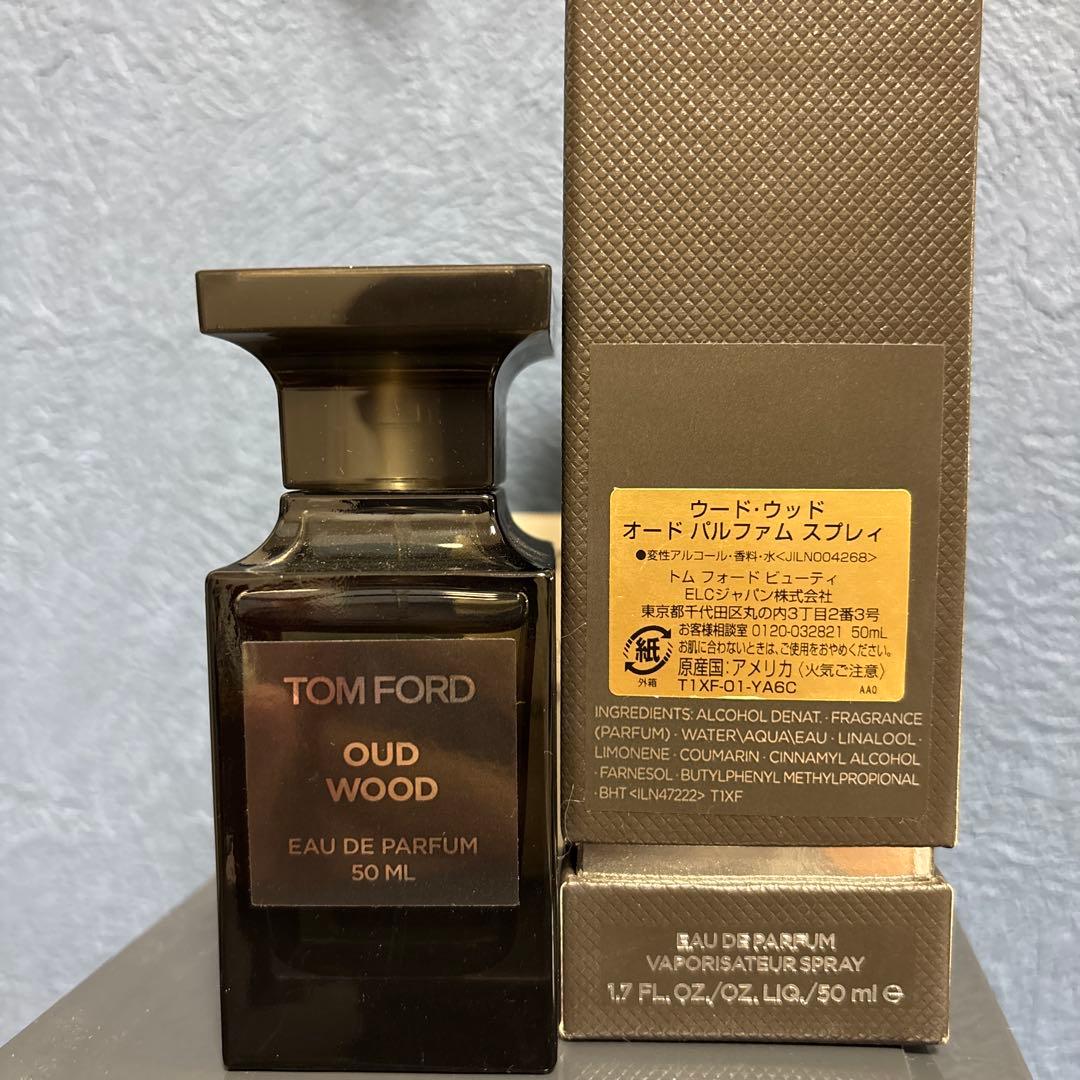 TOM FORD
OUD
WOOD
EAU DE PARFUM
50 ML
ウード・ウッド
オード パルファム スプレィ
●変性アルコール・香料・水<JILN004268>
トム フォード ビューティ
ELCジャパン株式会社
東京都千代田区丸の内3丁目2番3号
お客様相談室 0120-032821 50mL
お肌に合わないときは、ご使用をおやめください。
紙
外箱
原産国:アメリカ〈火気ご注意〉
T1XF-01-YA6C
AA0
INGREDIENTS: ALCOHOL DENAT. · FRAGRANCE
(PARFUM) · WATER\AQUA\EAU · LINALOOL ·
LIMONENE · COUMARIN · CINNAMYL ALCOHOL
· FARNESOL · BUTYLPHENYL METHYLPROPIONAL
· BHT <ILN47222> T1XF
EAU DE PARFUM
VAPORISATEUR SPRAY
1.7 FL. OZ./OZ. LIQ./50 ml ℮